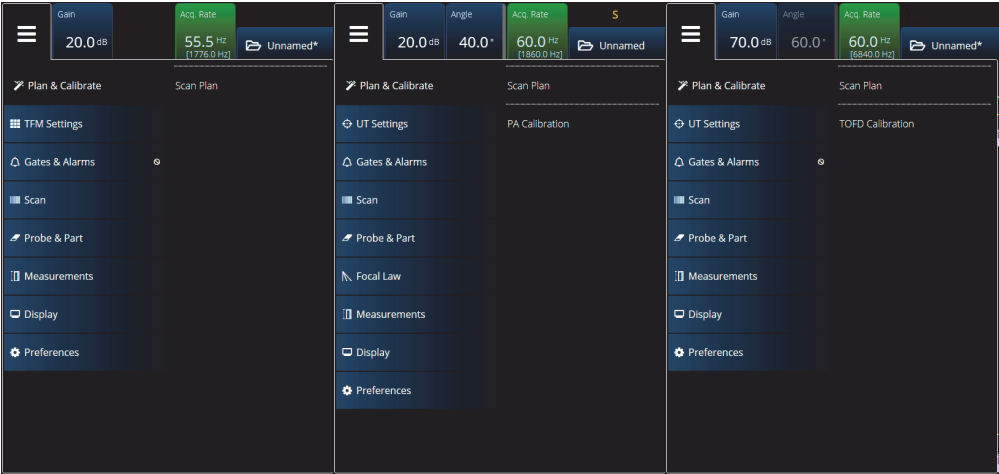 Gain
20.0 dB
Acq. Rate
55.5 Hz
[1776.0 Hz]
Unnamed*
Plan & Calibrate
Scan Plan
TFM Settings
Gates & Alarms
Scan
Probe & Part
Measurements
Display
Preferences
Gain
20.0 dB
Angle
40.0 °
Acq. Rate
60.0 Hz
[1860.0 Hz]
S
Unnamed
Plan & Calibrate
Scan Plan
UT Settings
PA Calibration
Gates & Alarms
Scan
Probe & Part
Focal Law
Measurements
Display
Preferences
Gain
70.0 dB
Angle
60.0 °
Acq. Rate
60.0 Hz
[6840.0 Hz]
Unnamed*
Plan & Calibrate
Scan Plan
UT Settings
TOFD Calibration
Gates & Alarms
Scan
Probe & Part
Measurements
Display
Preferences